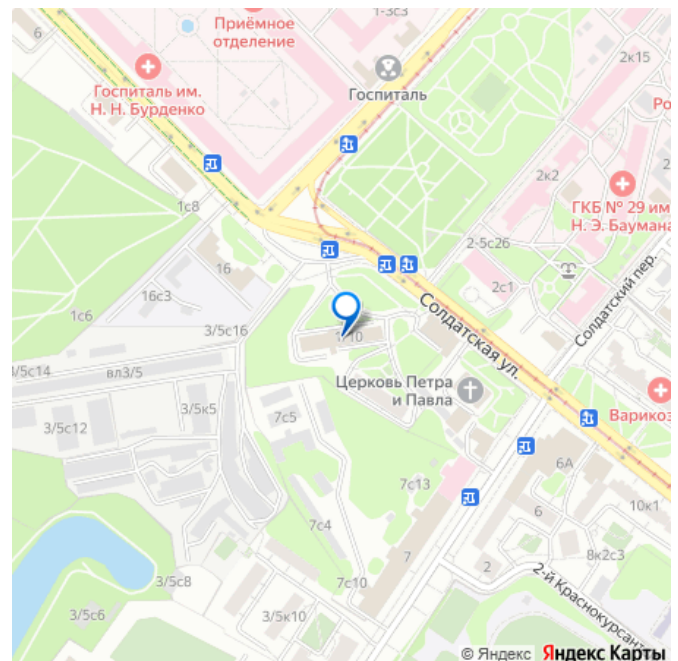 6
Приёмное
отделение
1-3с3
2к15
Госпиталь им.
Н. Н. Бурденко
Госпиталь
Ро
2к2
2
ГКБ № 29 им
Н. Э. Баумана
1с8
2-5с26
16
16с3
2с1
Солдатский пер.
1с6
3/5с16
Солдатская ул.
3/5с14
вл3/5
Церковь Петра
и Павла
3/5к5
7с5
Варикоз
3/5с12
6А
7с13
10к1
7с4
6
7
2
8к2с3
3/5с8
7с10
2-й Краснокурсант
3/5с6
3/5к10
© Яндекс Яндекс Карты